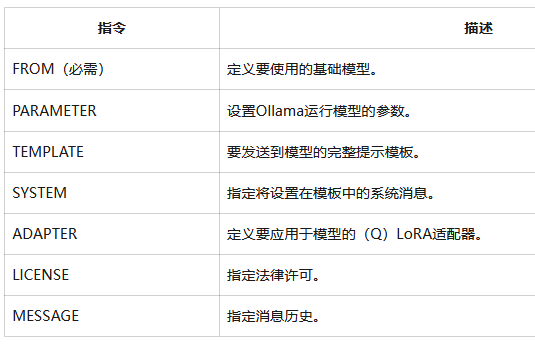 指令 描述
FROM（必需） 定义要使用的基础模型。
PARAMETER 设置Ollama运行模型的参数。
TEMPLATE 要发送到模型的完整提示模板。
SYSTEM 指定将设置在模板中的系统消息。
ADAPTER 定义要应用于模型的（Q）LoRA适配器。
LICENSE 指定法律许可。
MESSAGE 指定消息历史。